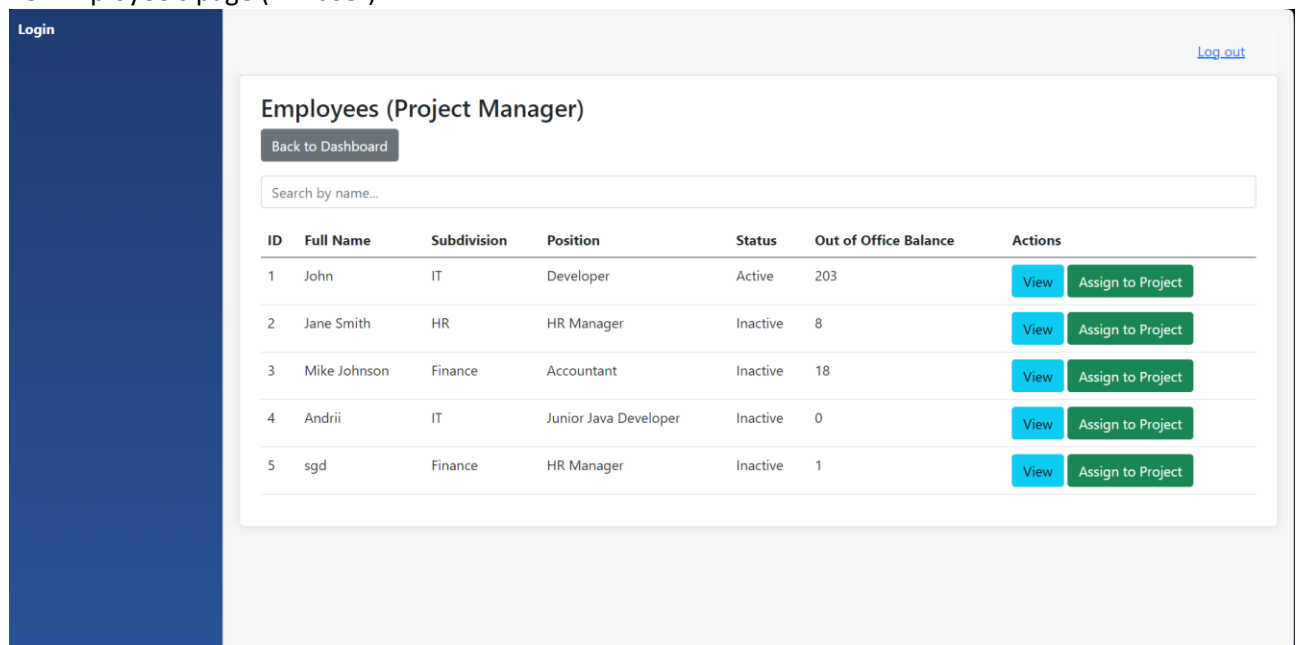 Login
Log out
Employees (Project Manager)
Back to Dashboard
Search by name...
ID Full Name Subdivision Position Status Out of Office Balance Actions
1 John IT Developer Active 203 View Assign to Project
2 Jane Smith HR HR Manager Inactive 8 View Assign to Project
3 Mike Johnson Finance Accountant Inactive 18 View Assign to Project
4 Andrii IT Junior Java Developer Inactive 0 View Assign to Project
5 sgd Finance HR Manager Inactive 1 View Assign to Project